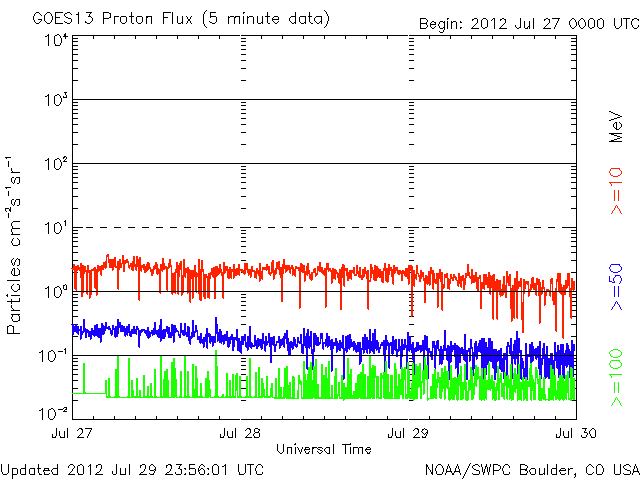 GOES13 Proton Flux (5 minute data)
Begin: 2012 Jul 27 0000 UTC
10⁴
10³
10²
10¹
10⁰
10⁻¹
10⁻²
Particles cm⁻²s⁻¹sr⁻¹
MeV
>=10
>=50
>=100
Jul 27
Jul 28
Jul 29
Jul 30
Universal Time
Updated 2012 Jul 29 23:56:01 UTC
NOAA/SWPC Boulder, CO USA